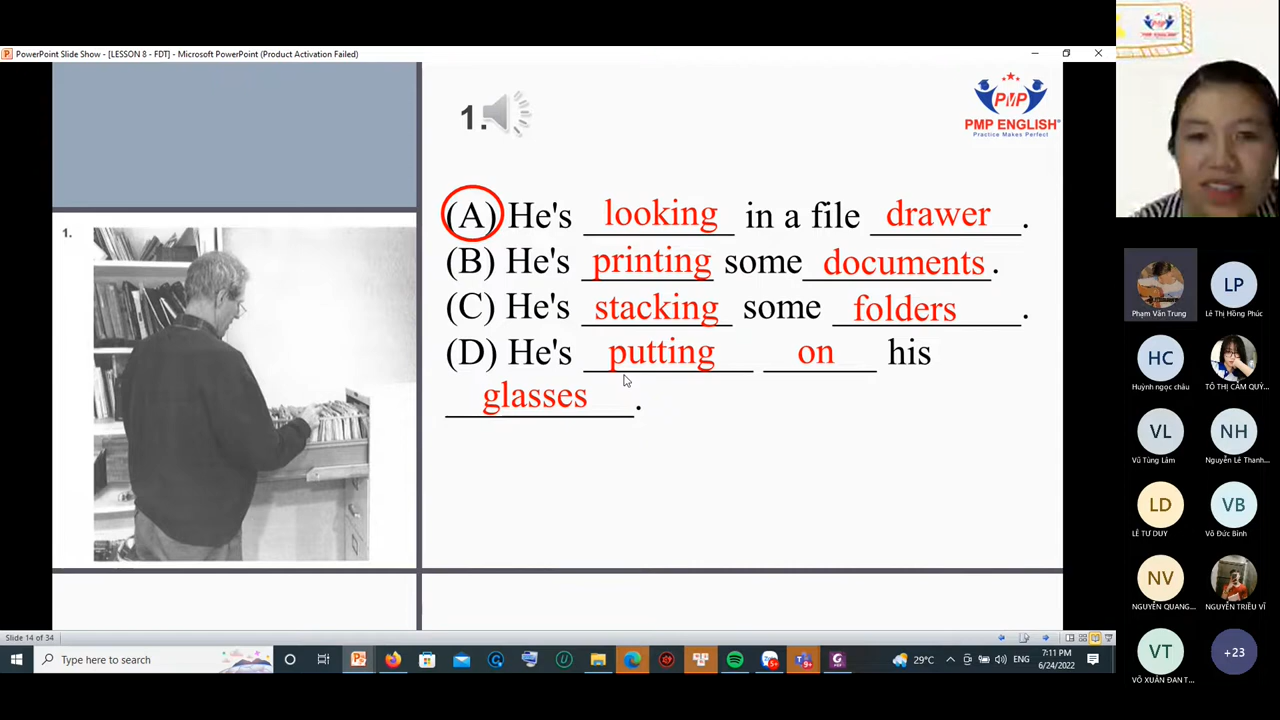 PowerPoint Slide Show - [LESSON 8 - FDT] - Microsoft PowerPoint (Product Activation Failed)
1.
PMP
PMP ENGLISH
Practice Makes Perfect
1.
(A) He's looking in a file drawer.
(B) He's printing some documents.
(C) He's stacking some folders.
(D) He's putting on his
glasses.
PMP ENGLISH
Phạm Văn Trung
LP
Lê Thị Hồng Phúc
HC
Huỳnh ngọc châu
TÔ THỊ CẨM QUÝ...
VL
Vũ Tùng Lâm
NH
Nguyễn Lê Thanh...
LD
LÊ TƯ DUY
VB
Võ Đức Bình
NV
NGUYỄN QUANG...
NGUYỄN TRIỀU VĨ
VT
VÕ XUÂN ĐAN T...
+23
Slide 14 of 34
Type here to search
29°C
ENG
7:11 PM
6/24/2022